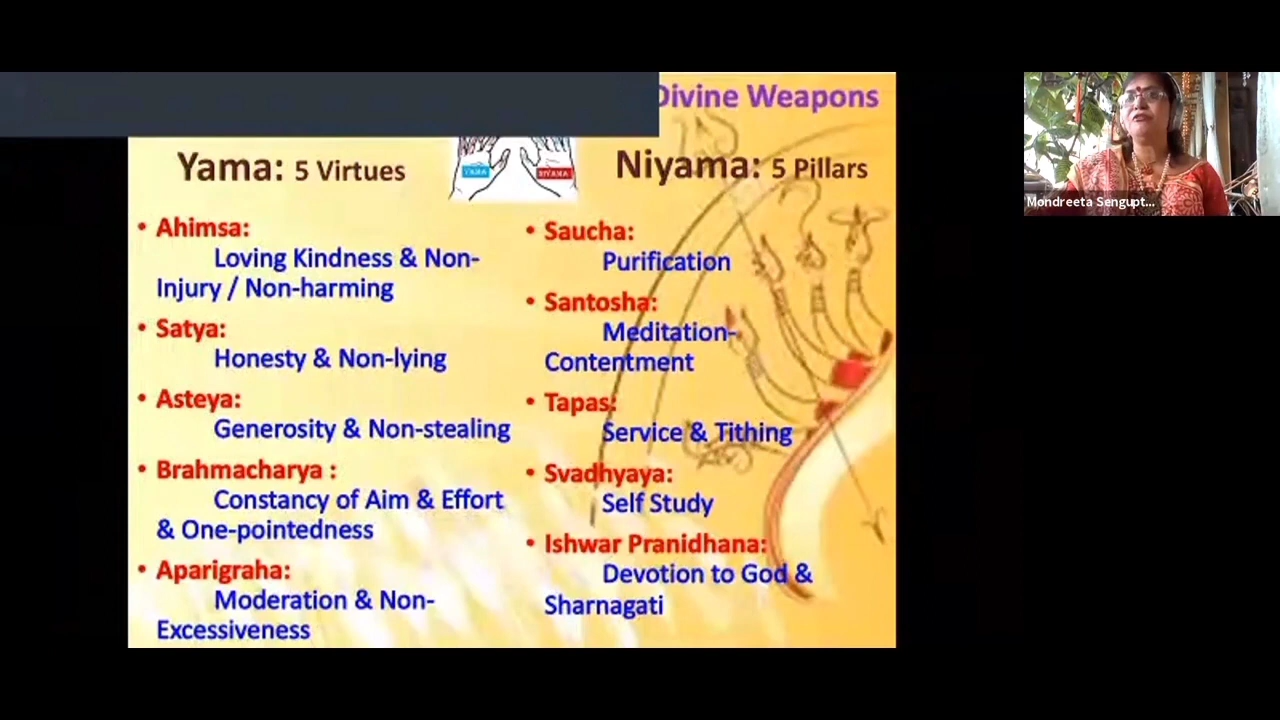 Divine Weapons
Yama: 5 Virtues
YAMA
NIYAMA
Niyama: 5 Pillars
• Ahimsa:
Loving Kindness & Non-
Injury / Non-harming
• Satya:
Honesty & Non-lying
• Asteya:
Generosity & Non-stealing
• Brahmacharya :
Constancy of Aim & Effort
& One-pointedness
• Aparigraha:
Moderation & Non-
Excessiveness
• Saucha:
Purification
• Santosha:
Meditation-
Contentment
• Tapas:
Service & Tithing
• Svadhyaya:
Self Study
• Ishwar Pranidhana:
Devotion to God &
Sharnagati
Mondreeta Sengupt...